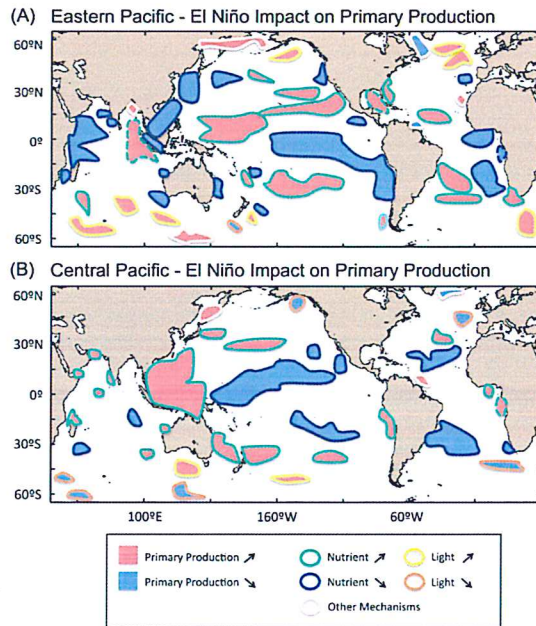 (A) Eastern Pacific - El Niño Impact on Primary Production
60ºN
30ºN
0º
30ºS
60ºS
(B) Central Pacific - El Niño Impact on Primary Production
60ºN
30ºN
0º
30ºS
60ºS
100ºE 160ºW 60ºW
Primary Production ↗ Nutrient ↗ Light ↗
Primary Production ↘ Nutrient ↘ Light ↘
Other Mechanisms